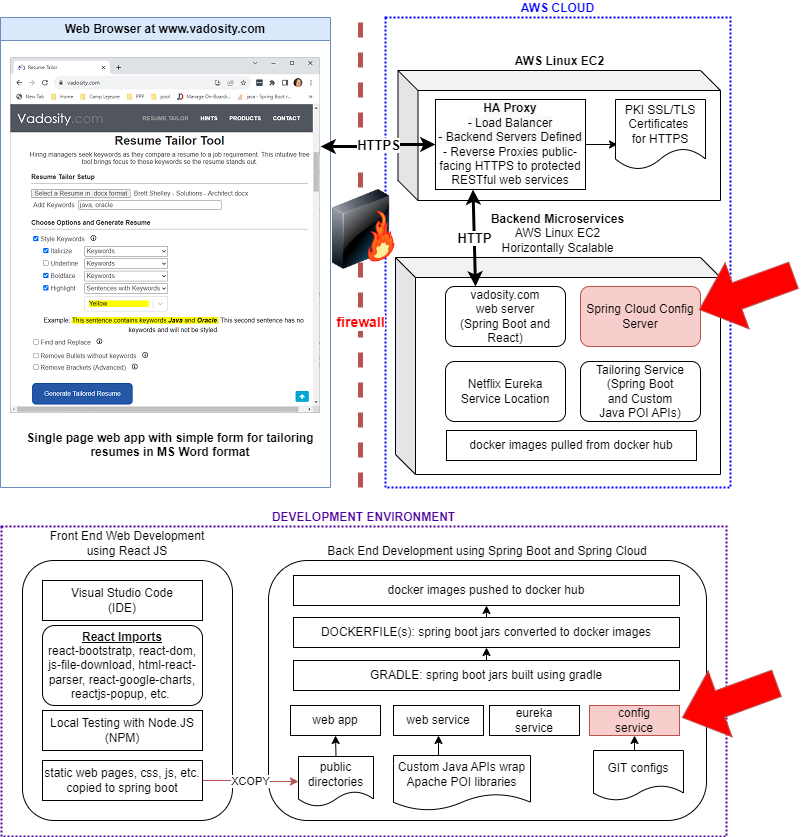 Web Browser at www.vadosity.com
Resume Tailor
vadosity.com
New Tab Home Camp Lejeune PPP pool Manage On-Boardi... java - Spring Boot r...
Vadosity.com RESUME TAILOR HINTS PRODUCTS CONTACT
Resume Tailor Tool
Hiring managers seek keywords as they compare a resume to a job requirement. This intuitive free
tool brings focus to those keywords so the resume stands out.
Resume Tailor Setup
Select a Resume in .docx format Brett Shelley - Solutions - Architect.docx
Add Keywords java, oracle
Choose Options and Generate Resume
Style Keywords
Italicize Keywords
Underline Keywords
Boldface Keywords
Highlight Sentences with Keywords
Yellow
Example: This sentence contains keywords Java and Oracle. This second sentence has no
keywords and will not be styled.
Find and Replace
Remove Bullets without keywords
Remove Brackets (Advanced)
Generate Tailored Resume
Single page web app with simple form for tailoring
resumes in MS Word format
HTTPS
firewall
AWS CLOUD
AWS Linux EC2
HA Proxy
- Load Balancer
- Backend Servers Defined
- Reverse Proxies public-
facing HTTPS to protected
RESTful web services
PKI SSL/TLS
Certificates
for HTTPS
HTTP
Backend Microservices
AWS Linux EC2
Horizontally Scalable
vadosity.com
web server
(Spring Boot and
React)
Spring Cloud Config
Server
Netflix Eureka
Service Location
Tailoring Service
(Spring Boot
and Custom
Java POI APIs)
docker images pulled from docker hub
DEVELOPMENT ENVIRONMENT
Front End Web Development
using React JS
Visual Studio Code
(IDE)
React Imports
react-bootstratp, react-dom,
js-file-download, html-react-
parser, react-google-charts,
reactjs-popup, etc.
Local Testing with Node.JS
(NPM)
static web pages, css, js, etc.
copied to spring boot
XCOPY
Back End Development using Spring Boot and Spring Cloud
docker images pushed to docker hub
DOCKERFILE(s): spring boot jars converted to docker images
GRADLE: spring boot jars built using gradle
web app
web service
eureka
service
config
service
public
directories
Custom Java APIs wrap
Apache POI libraries
GIT configs